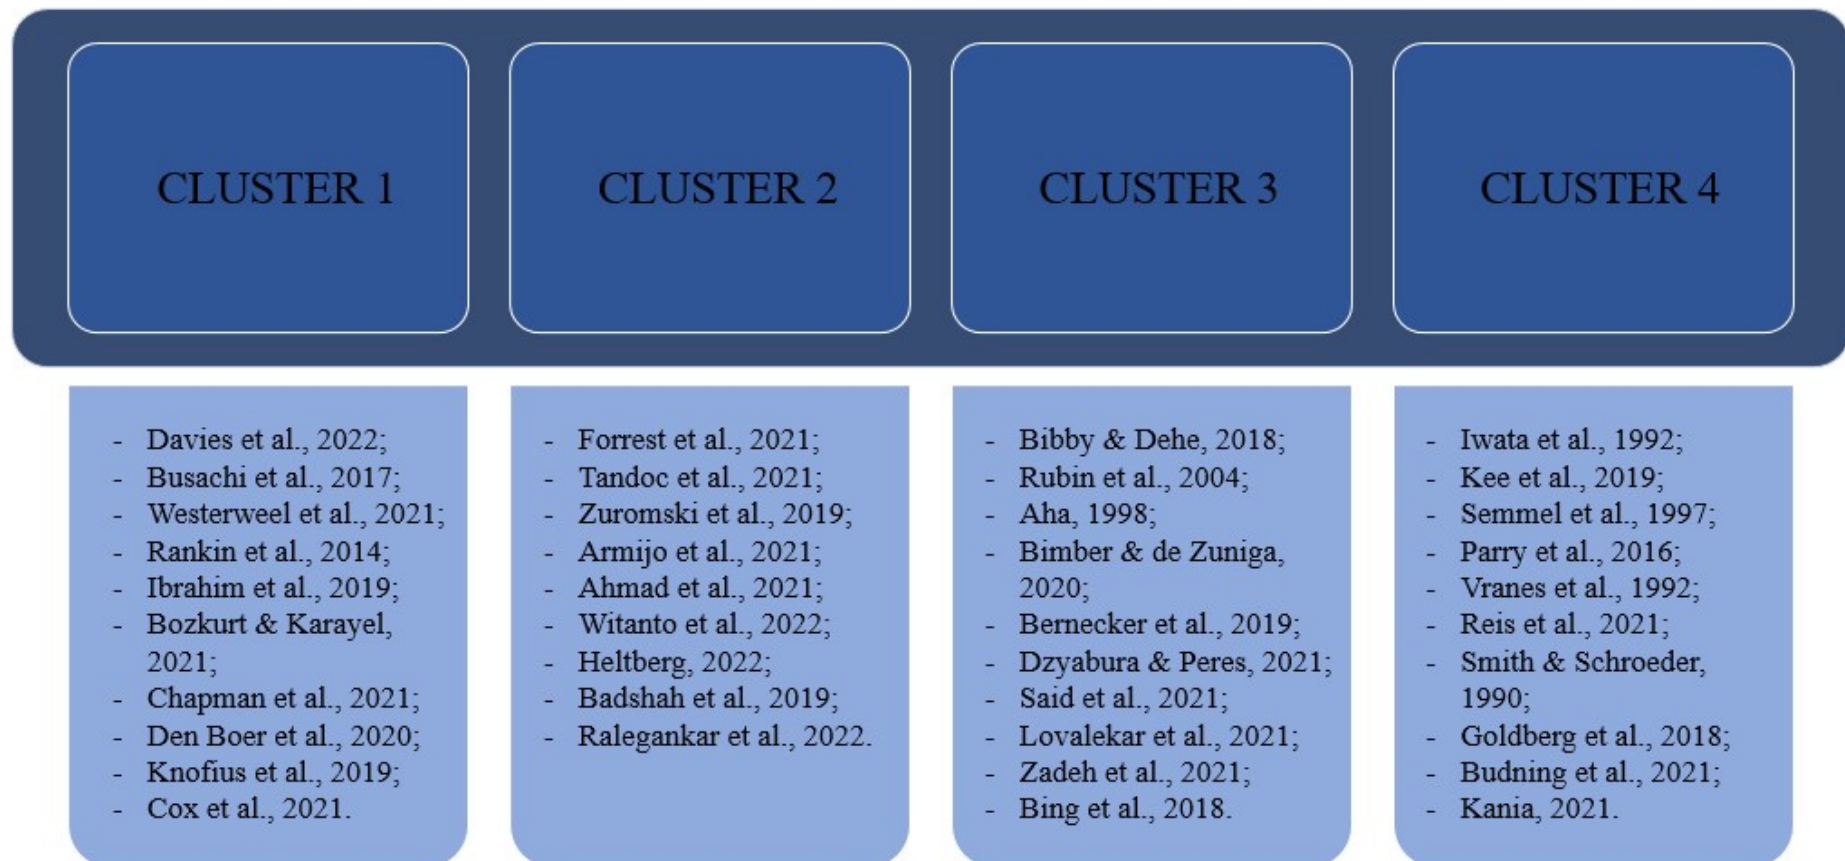 CLUSTER 1
CLUSTER 2
CLUSTER 3
CLUSTER 4
- Davies et al., 2022;
- Busachi et al., 2017;
- Westerweel et al., 2021;
- Rankin et al., 2014;
- Ibrahim et al., 2019;
- Bozkurt & Karayel,
2021;
- Chapman et al., 2021;
- Den Boer et al., 2020;
- Knofius et al., 2019;
- Cox et al., 2021.
- Forrest et al., 2021;
- Tandoc et al., 2021;
- Zuromski et al., 2019;
- Armijo et al., 2021;
- Ahmad et al., 2021;
- Witanto et al., 2022;
- Heltberg, 2022;
- Badshah et al., 2019;
- Ralegankar et al., 2022.
- Bibby & Dehe, 2018;
- Rubin et al., 2004;
- Aha, 1998;
- Bimber & de Zuniga,
2020;
- Bernecker et al., 2019;
- Dzyabura & Peres, 2021;
- Said et al., 2021;
- Lovalekar et al., 2021;
- Zadeh et al., 2021;
- Bing et al., 2018.
- Iwata et al., 1992;
- Kee et al., 2019;
- Semmel et al., 1997;
- Parry et al., 2016;
- Vranes et al., 1992;
- Reis et al., 2021;
- Smith & Schroeder,
1990;
- Goldberg et al., 2018;
- Budning et al., 2021;
- Kania, 2021.